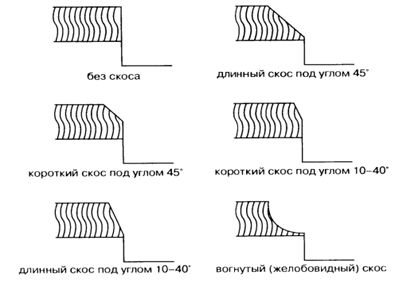 без скоса
длинный скос под углом 45°
короткий скос под углом 45°
короткий скос под углом 10–40°
длинный скос под углом 10–40°
вогнутый (желобовидный) скос